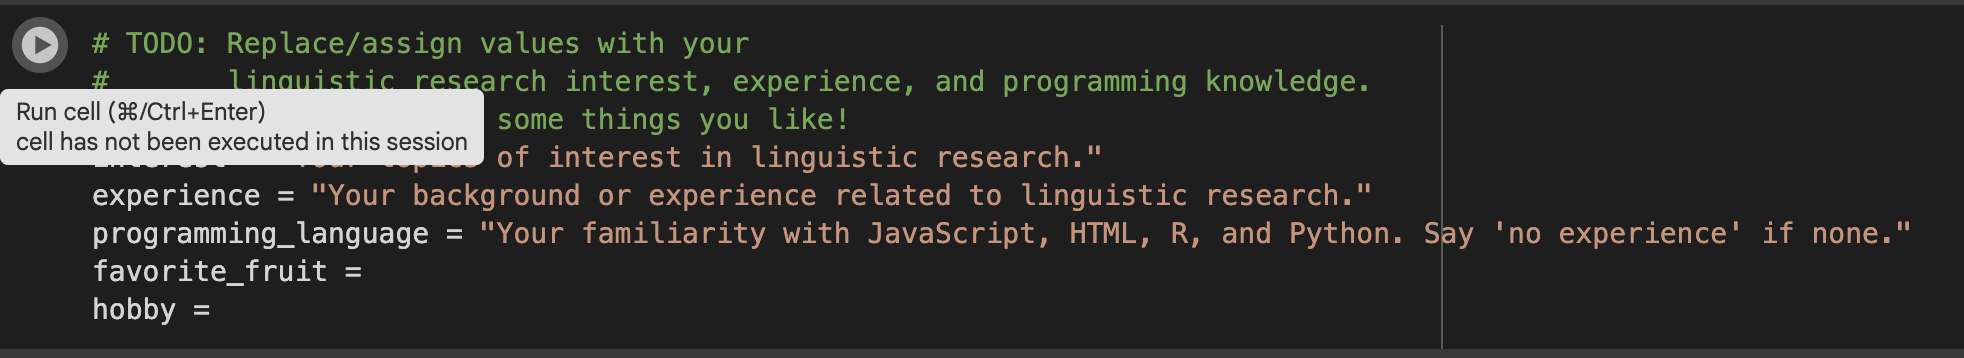 # TODO: Replace/assign values with your
# linguistic research interest, experience, and programming knowledge.
Run cell (⌘/Ctrl+Enter)
cell has not been executed in this session
some things you like!
of interest in linguistic research."
experience = "Your background or experience related to linguistic research."
programming_language = "Your familiarity with JavaScript, HTML, R, and Python. Say 'no experience' if none."
favorite_fruit =
hobby =